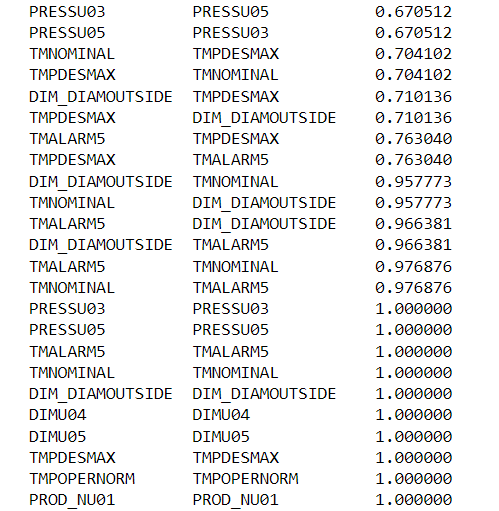 PRESSU03 PRESSU05 0.670512
PRESSU05 PRESSU03 0.670512
TMNOMINAL TMPDESMAX 0.704102
TMPDESMAX TMNOMINAL 0.704102
DIM_DIAMOUTSIDE TMPDESMAX 0.710136
TMPDESMAX DIM_DIAMOUTSIDE 0.710136
TMALARM5 TMPDESMAX 0.763040
TMPDESMAX TMALARM5 0.763040
DIM_DIAMOUTSIDE TMNOMINAL 0.957773
TMNOMINAL DIM_DIAMOUTSIDE 0.957773
TMALARM5 DIM_DIAMOUTSIDE 0.966381
DIM_DIAMOUTSIDE TMALARM5 0.966381
TMALARM5 TMNOMINAL 0.976876
TMNOMINAL TMALARM5 0.976876
PRESSU03 PRESSU03 1.000000
PRESSU05 PRESSU05 1.000000
TMALARM5 TMALARM5 1.000000
TMNOMINAL TMNOMINAL 1.000000
DIM_DIAMOUTSIDE DIM_DIAMOUTSIDE 1.000000
DIMU04 DIMU04 1.000000
DIMU05 DIMU05 1.000000
TMPDESMAX TMPDESMAX 1.000000
TMPOPERNORM TMPOPERNORM 1.000000
PROD_NU01 PROD_NU01 1.000000